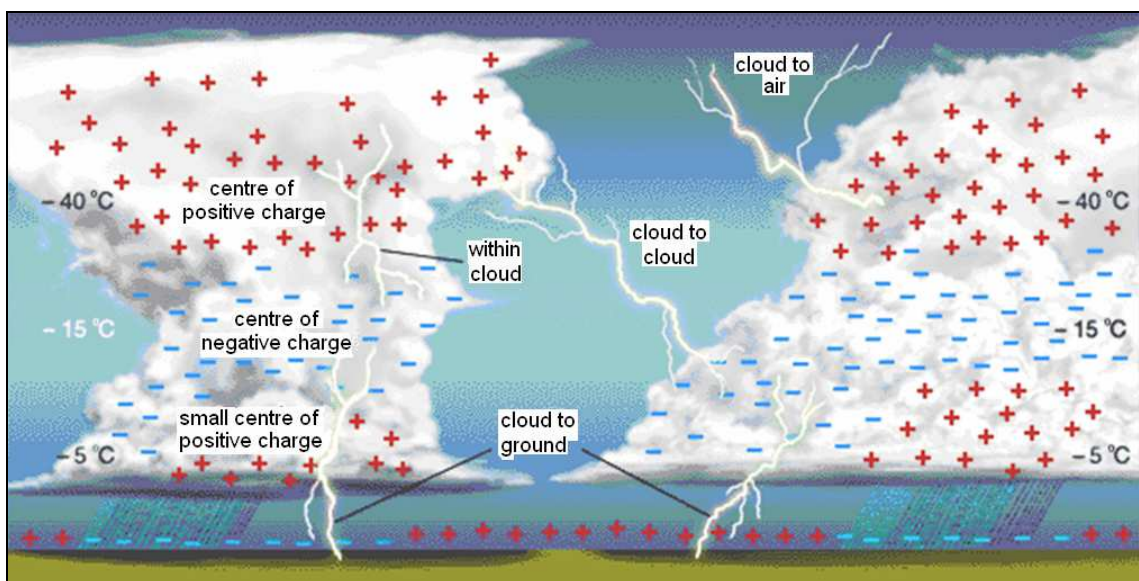 cloud to
air
centre of
positive charge
– 40 °C
– 40 °C
within
cloud
cloud to
cloud
centre of
negative charge
– 15 °C
– 15 °C
small centre of
positive charge
cloud to
ground
– 5 °C
– 5 °C